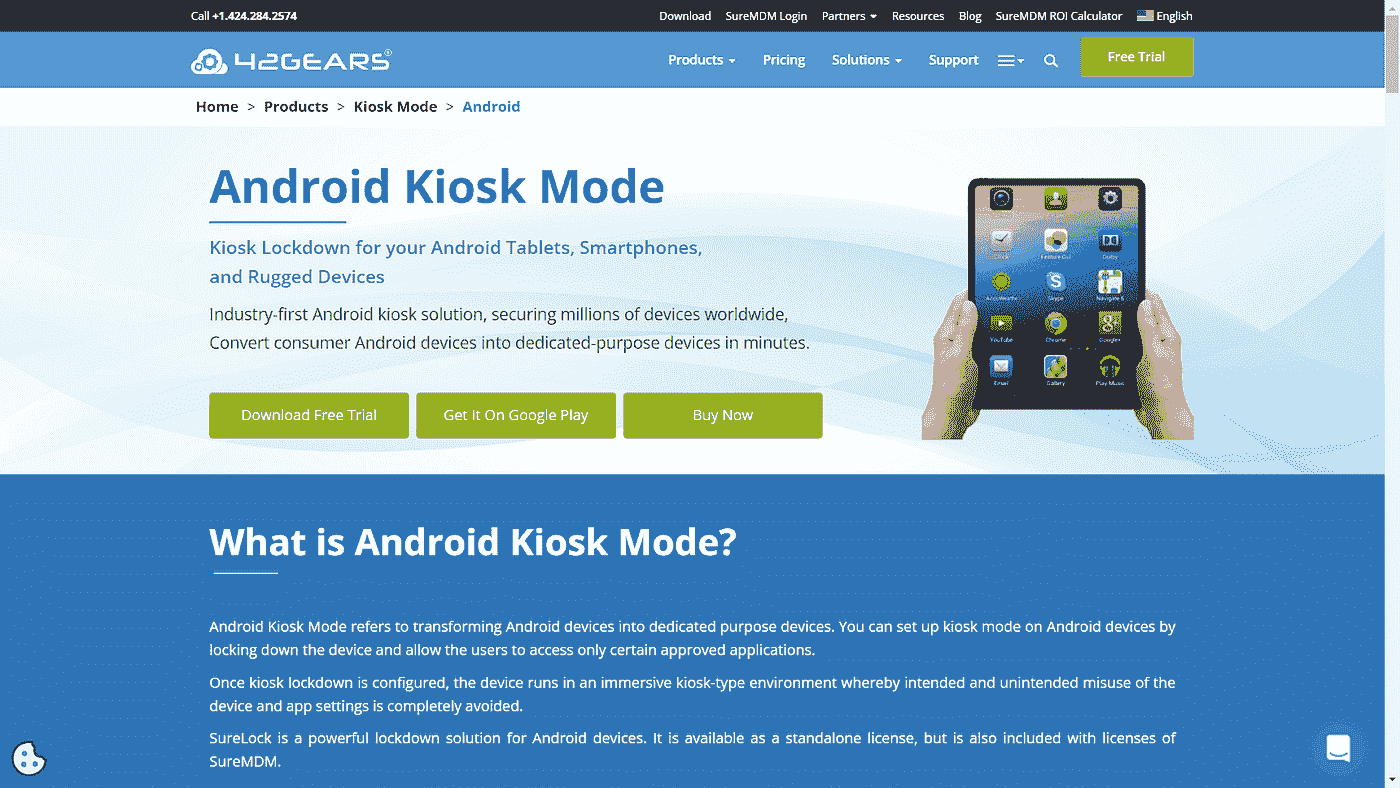 Call +1.424.284.2574
Download SureMDM Login Partners Resources Blog SureMDM ROI Calculator English
42GEARS®
Products Pricing Solutions Support Free Trial
Home > Products > Kiosk Mode > Android
Android Kiosk Mode
Kiosk Lockdown for your Android Tablets, Smartphones,
and Rugged Devices
Industry-first Android kiosk solution, securing millions of devices worldwide,
Convert consumer Android devices into dedicated-purpose devices in minutes.
Download Free Trial Get It On Google Play Buy Now
Dolby
Skype
YouTube Chrome Google+
Email Gallery Play Music
What is Android Kiosk Mode?
Android Kiosk Mode refers to transforming Android devices into dedicated purpose devices. You can set up kiosk mode on Android devices by
locking down the device and allow the users to access only certain approved applications.
Once kiosk lockdown is configured, the device runs in an immersive kiosk-type environment whereby intended and unintended misuse of the
device and app settings is completely avoided.
SureLock is a powerful lockdown solution for Android devices. It is available as a standalone license, but is also included with licenses of
SureMDM.